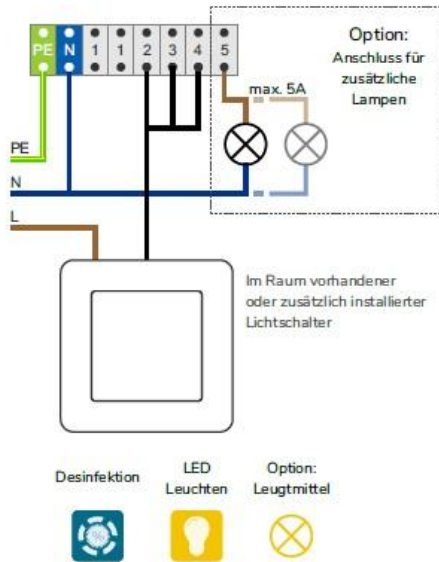 PE N 1 1 2 3 4 5
Option:
Anschluss für
zusätzliche
Lampen
max. 5A
PE
N
L
Im Raum vorhandener
oder zusätzlich installierter
Lichtschalter
Desinfektion
LED
Leuchten
Option:
Leugtmittel
%